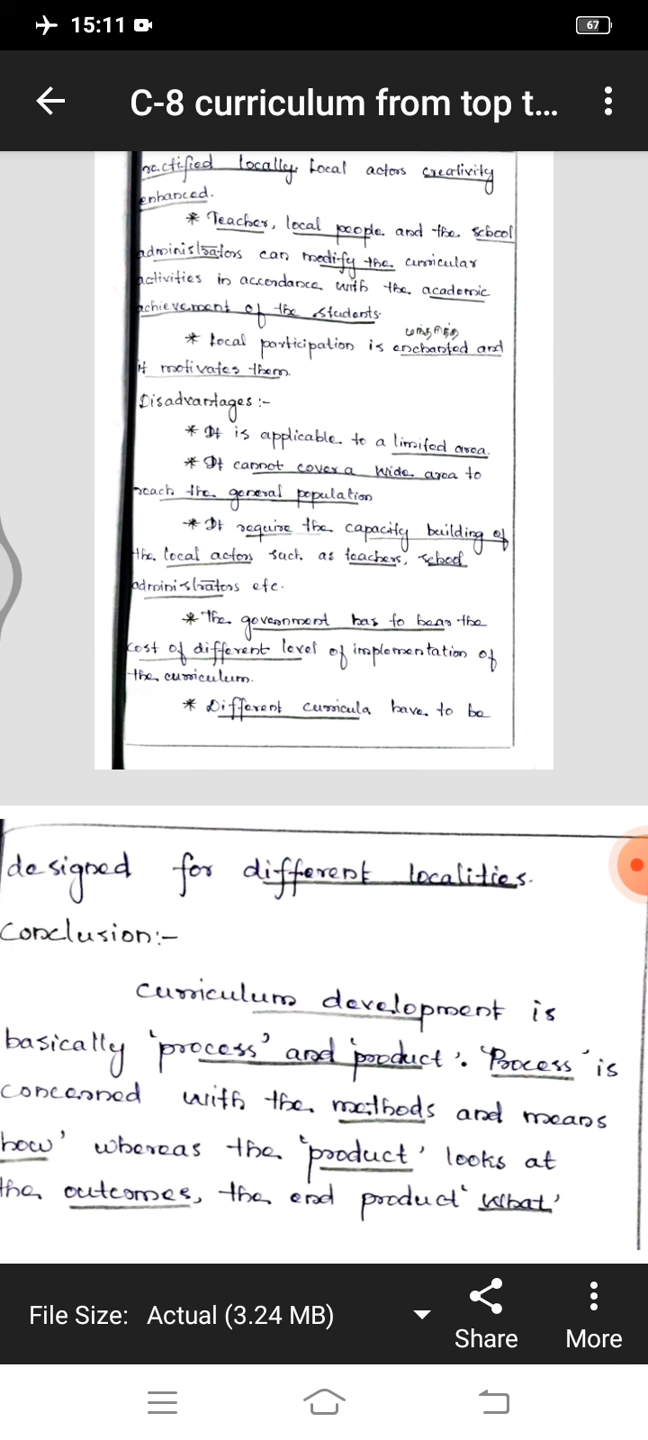 15:11
67
C-8 curriculum from top t...
rectified locally. Local actors creativity
enhanced.
* Teacher, local people and the school
administrators can modify the curricular
activities in accordance with the academic
achievement of the students.
* Local participation is enchanted and
it motivates them.
Disadvantages :-
* It is applicable to a limited area.
* It cannot cover a wide area to
reach the general population
* It require the capacity building of
the local actors such as teachers, school
administrators etc.
* The government has to bear the
cost of different level of implementation of
the curriculum.
* Different curricula have to be
designed for different localities.
Conclusion:-
curriculum development is
basically 'process' and 'product'. 'Process' is
concerned with the methods and means
how' whereas the 'product' looks at
the outcomes, the end product 'what'
File Size: Actual (3.24 MB)
Share
More